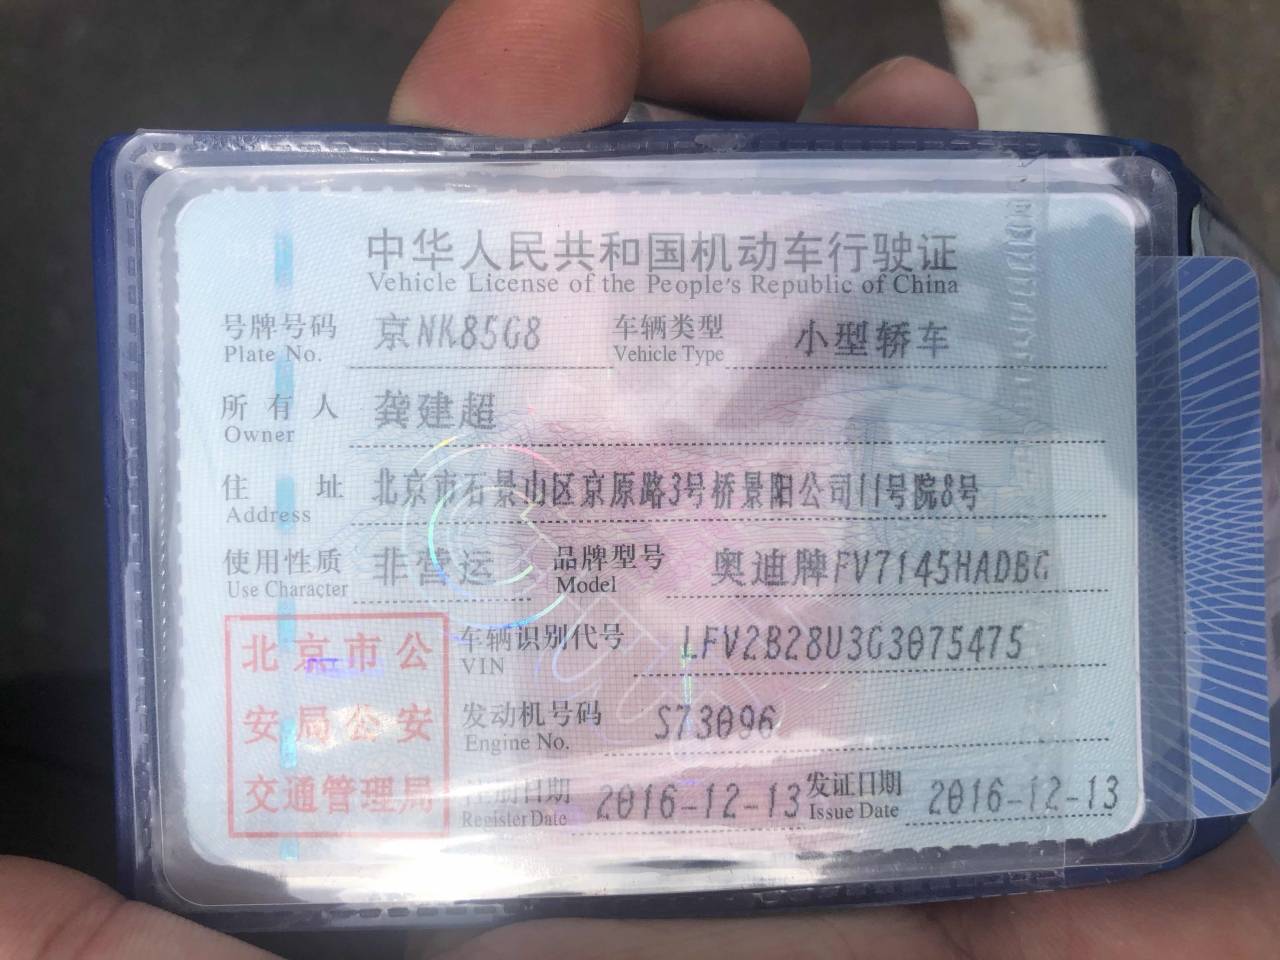 中华人民共和国机动车行驶证
Vehicle License of the People's Republic of China
号牌号码 京NK85G8 车辆类型 小型轿车
Plate No. Vehicle Type
所有人 龚建超
Owner
住址 北京市石景山区京原路3号桥景阳公司11号院8号
Address
使用性质 非营运 品牌型号 奥迪牌FV7145HADBG
Use Character Model
北京市公
安局公安
交通管理局
车辆识别代号 LFV2B28U3G3075475
VIN
发动机号码 S73096
Engine No.
注册日期 2016-12-13 发证日期 2016-12-13
Register Date Issue Date